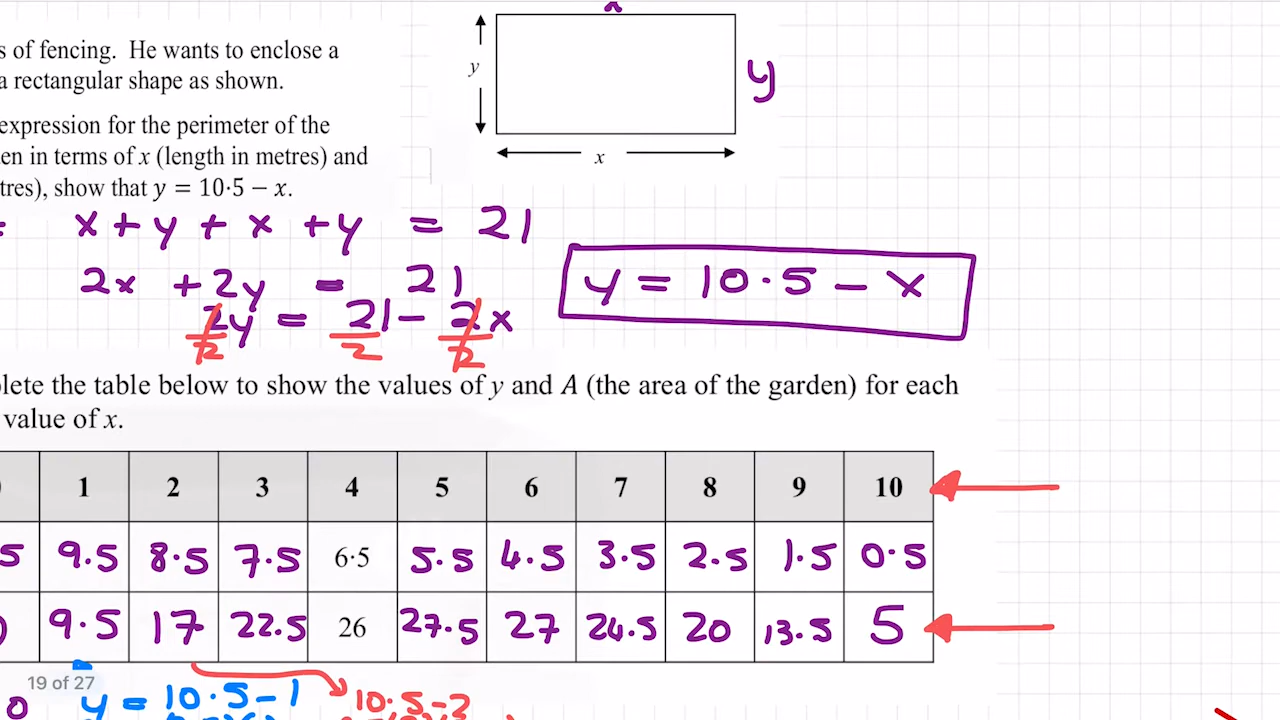 x
s of fencing. He wants to enclose a
a rectangular shape as shown.
y
y
expression for the perimeter of the
en in terms of x (length in metres) and
x
tres), show that y = 10·5 − x.
x + y + x + y = 21
2x + 2y = 21
y = 10·5 − x
2y = 21 − 2x
2 2 2
lete the table below to show the values of y and A (the area of the garden) for each
value of x.
1 2 3 4 5 6 7 8 9 10
5 9.5 8·5 7·5 6·5 5.5 4.5 3.5 2.5 1·5 0·5
9.5 17 22.5 26 27.5 27 24.5 20 13.5 5
19 of 27
0 y = 10·5 − 1 10·5−2